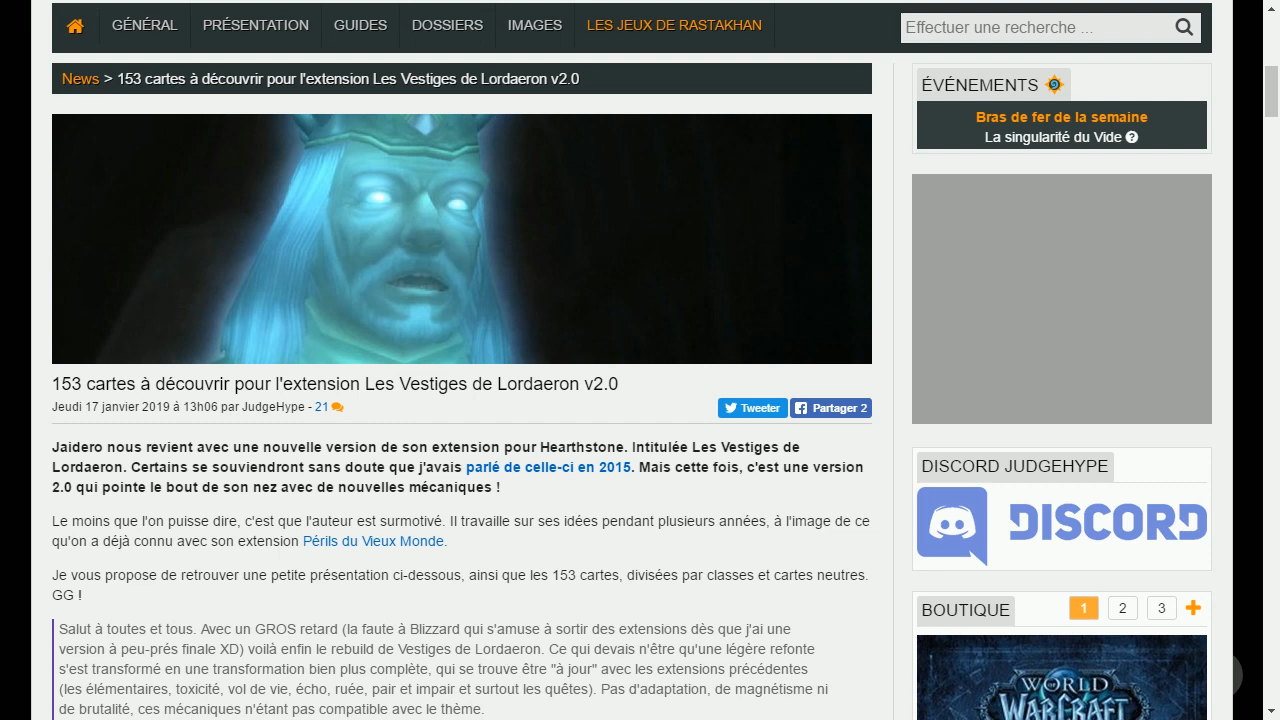 GÉNÉRAL PRÉSENTATION GUIDES DOSSIERS IMAGES LES JEUX DE RASTAKHAN Effectuer une recherche ...
News > 153 cartes à découvrir pour l'extension Les Vestiges de Lordaeron v2.0
153 cartes à découvrir pour l'extension Les Vestiges de Lordaeron v2.0
Jeudi 17 janvier 2019 à 13h06 par JudgeHype - 21
Tweeter Partager 2
Jaidero nous revient avec une nouvelle version de son extension pour Hearthstone. Intitulée Les Vestiges de
Lordaeron. Certains se souviendront sans doute que j'avais parlé de celle-ci en 2015. Mais cette fois, c'est une version
2.0 qui pointe le bout de son nez avec de nouvelles mécaniques !
Le moins que l'on puisse dire, c'est que l'auteur est surmotivé. Il travaille sur ses idées pendant plusieurs années, à l'image de ce
qu'on a déjà connu avec son extension Périls du Vieux Monde.
Je vous propose de retrouver une petite présentation ci-dessous, ainsi que les 153 cartes, divisées par classes et cartes neutres.
GG !
Salut à toutes et tous. Avec un GROS retard (la faute à Blizzard qui s'amuse à sortir des extensions dès que j'ai une
version à peu-prés finale XD) voilà enfin le rebuild de Vestiges de Lordaeron. Ce qui devais n'être qu'une légère refonte
s'est transformé en une transformation bien plus complète, qui se trouve être "à jour" avec les extensions précédentes
(les élémentaires, toxicité, vol de vie, écho, ruée, pair et impair et surtout les quêtes). Pas d'adaptation, de magnétisme ni
de brutalité, ces mécaniques n'étant pas compatible avec le thème.
ÉVÉNEMENTS
Bras de fer de la semaine
La singularité du Vide ?
DISCORD JUDGEHYPE
DISCORD
BOUTIQUE 1 2 3
WORLD
WARCRAFT